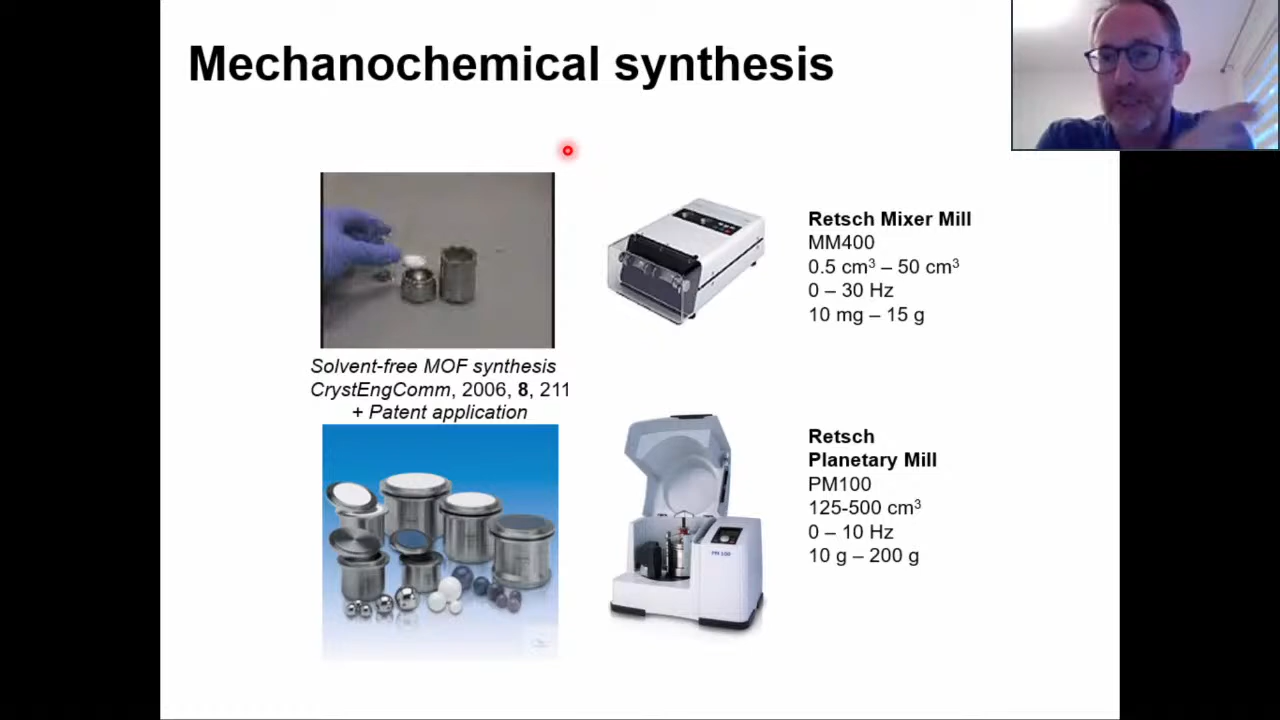 Mechanochemical synthesis
Solvent-free MOF synthesis
CrystEngComm, 2006, 8, 211
+ Patent application
Retsch Mixer Mill
MM400
0.5 cm³ – 50 cm³
0 – 30 Hz
10 mg – 15 g
Retsch
Planetary Mill
PM100
125-500 cm³
0 – 10 Hz
10 g – 200 g
PM 100